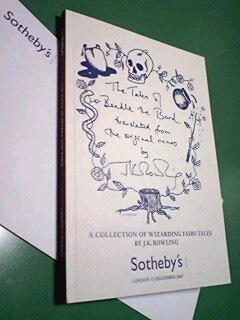 Sotheby's
The Tales of
Beedle the Bard
translated from
the original runes
by
JKRowling
A COLLECTION OF WIZARDING FAIRY-TALES
BY J.K.ROWLING
Sotheby's
LONDON 13 DECEMBER 2007